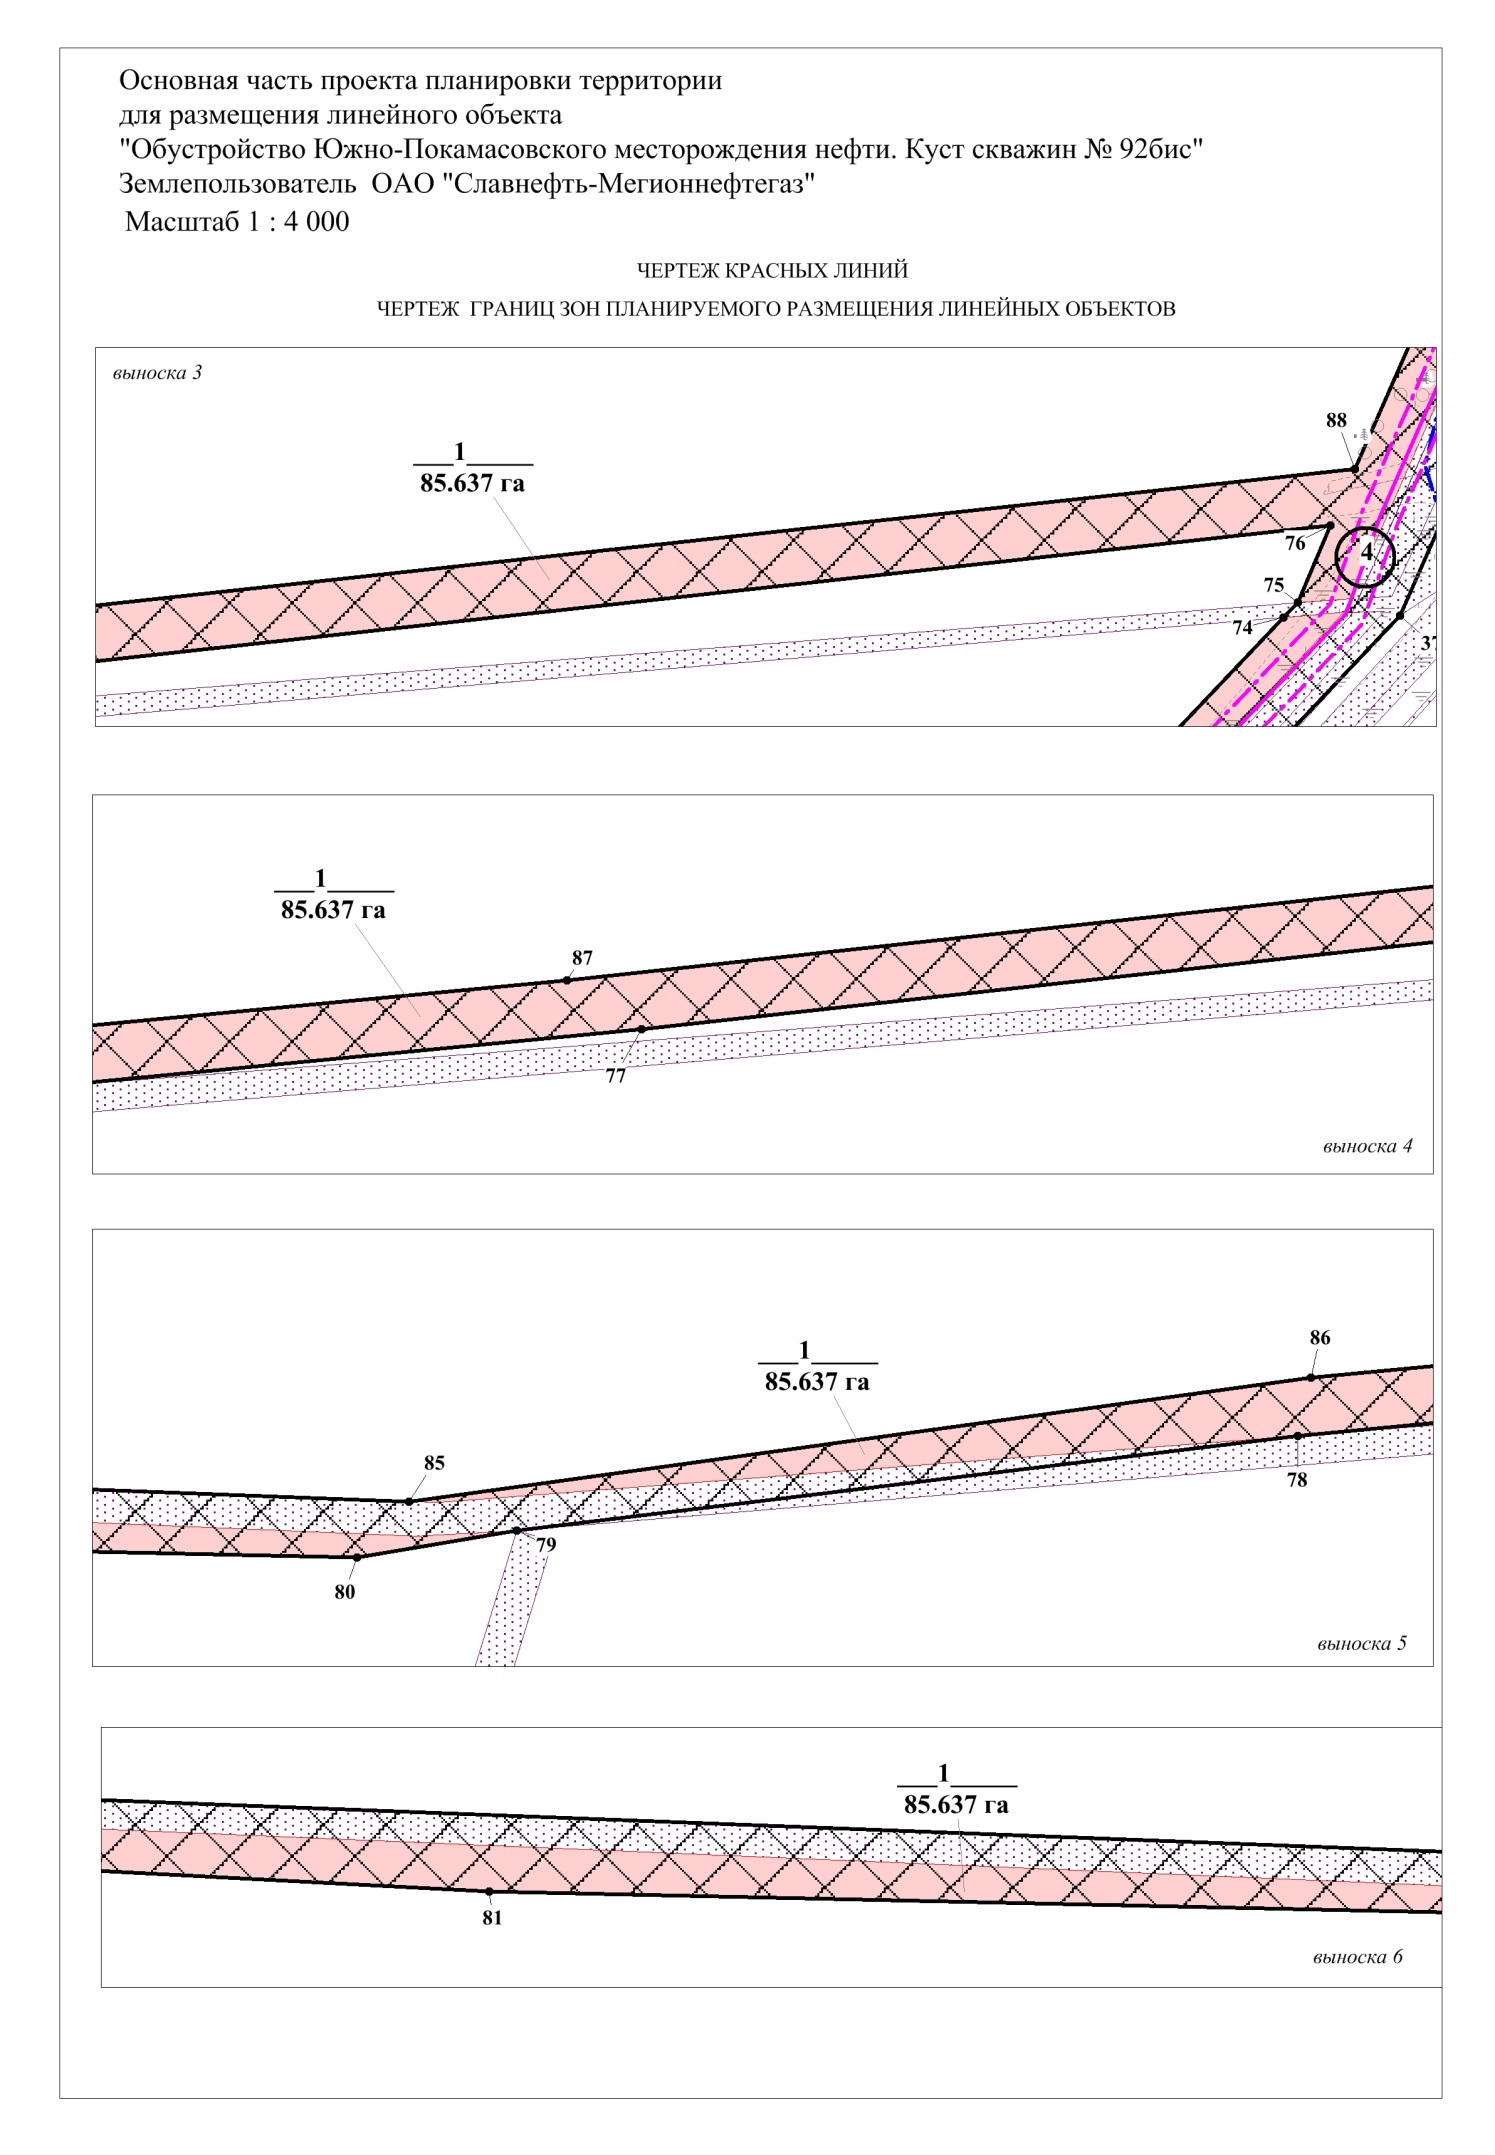 Основная часть проекта планировки территории
для размещения линейного объекта
"Обустройство Южно-Покамасовского месторождения нефти. Куст скважин № 92бис"
Землепользователь ОАО "Славнефть-Мегионнефтегаз"
Масштаб 1 : 4 000
ЧЕРТЕЖ КРАСНЫХ ЛИНИЙ
ЧЕРТЕЖ ГРАНИЦ ЗОН ПЛАНИРУЕМОГО РАЗМЕЩЕНИЯ ЛИНЕЙНЫХ ОБЪЕКТОВ
выноска 3
88
1
85.637 га
76
4
75
74
37
1
85.637 га
87
77
выноска 4
86
1
85.637 га
85
78
79
80
выноска 5
1
85.637 га
81
выноска 6